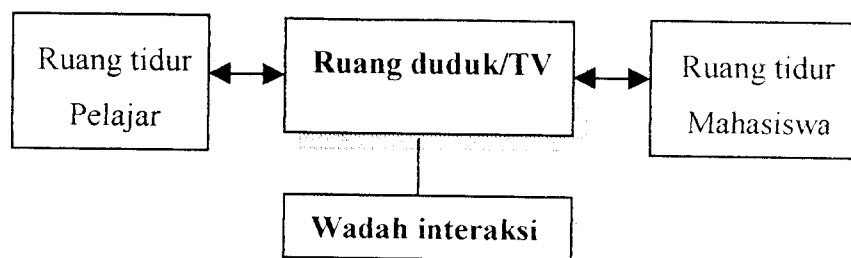 Ruang tidur
Pelajar
Ruang duduk/TV
Ruang tidur
Mahasiswa
Wadah interaksi